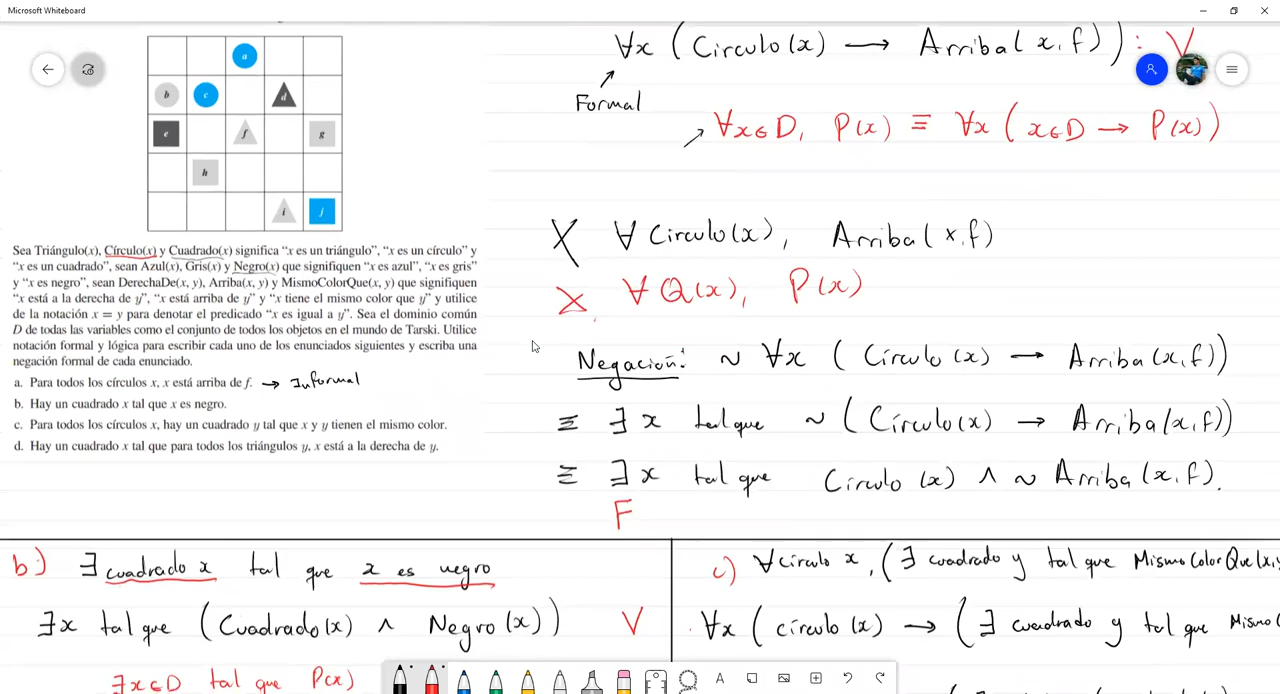 Microsoft Whiteboard
a
b
c
d
e
f
g
h
i
j
Sea Triángulo(x), Círculo(x) y Cuadrado(x) significa “x es un triángulo”, “x es un círculo” y
“x es un cuadrado”, sean Azul(x), Gris(x) y Negro(x) que signifiquen “x es azul”, “x es gris”
y “x es negro”, sean DerechaDe(x, y), Arriba(x, y) y MismoColorQue(x, y) que signifiquen
“x está a la derecha de y”, “x está arriba de y” y “x tiene el mismo color que y” y utilice
de la notación x = y para denotar el predicado “x es igual a y”. Sea el dominio común
D de todas las variables como el conjunto de todos los objetos en el mundo de Tarski. Utilice
notación formal y lógica para escribir cada uno de los enunciados siguientes y escriba una
negación formal de cada enunciado.
a. Para todos los círculos x, x está arriba de f. → Informal
b. Hay un cuadrado x tal que x es negro.
c. Para todos los círculos x, hay un cuadrado y tal que x y y tienen el mismo color.
d. Hay un cuadrado x tal que para todos los triángulos y, x está a la derecha de y.
∀x (Circulo(x) → Arriba(x,f)) : V
Formal
∀x∈D, P(x) ≡ ∀x (x∈D → P(x))
X ∀ Circulo(x), Arriba(x,f)
X ∀ Q(x), P(x)
Negación: ~ ∀x (Círculo(x) → Arriba(x,f))
≡ ∃x tal que ~(Círculo(x) → Arriba(x,f))
≡ ∃x tal que Circulo(x) ∧ ~Arriba(x,f).
F
b) ∃ cuadrado x tal que x es negro
∃x tal que (Cuadrado(x) ∧ Negro(x)) V
∃x∈D tal que P(x)
c) ∀circulo x, (∃ cuadrado y tal que MismoColorQue(x,
∀x (circulo(x) → (∃ cuadrado y tal que Mismo
A